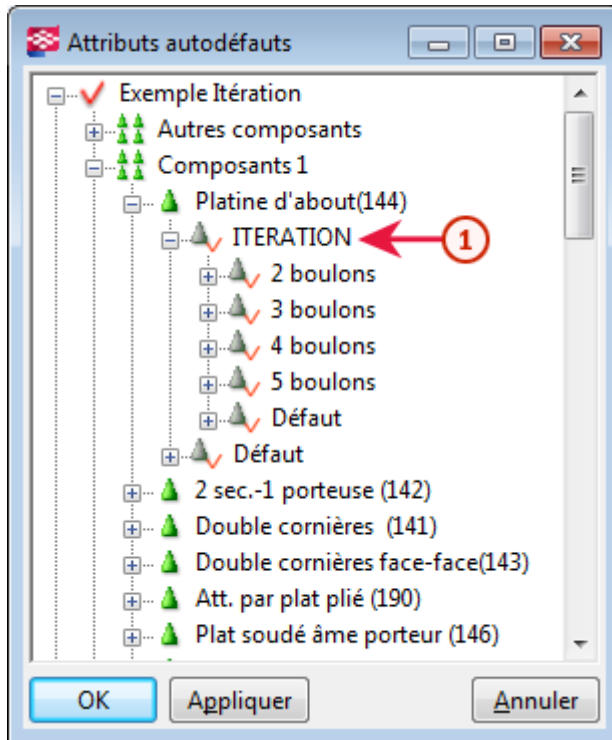 Attributs autodéfauts
Exemple Itération
Autres composants
Composants 1
Platine d'about(144)
ITERATION
1
2 boulons
3 boulons
4 boulons
5 boulons
Défaut
Défaut
2 sec.-1 porteuse (142)
Double cornières (141)
Double cornières face-face(143)
Att. par plat plié (190)
Plat soudé âme porteur (146)
OK
Appliquer
Annuler